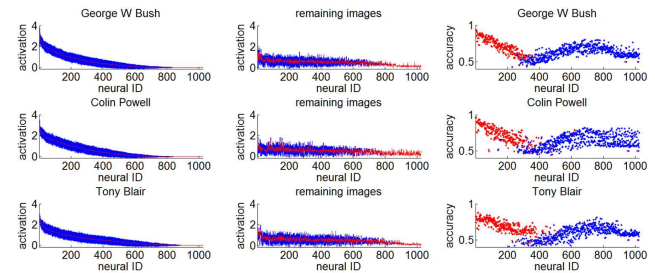 George W Bush remaining images George W Bush
activation 4 2 0 200 400 600 800 1000 neural ID
activation 4 2 0 200 400 600 800 1000 neural ID
accuracy 1 0.5 200 400 600 800 1000 neural ID
Colin Powell remaining images Colin Powell
activation 4 2 0 200 400 600 800 1000 neural ID
activation 4 2 0 200 400 600 800 1000 neural ID
accuracy 1 0.5 200 400 600 800 1000 neural ID
Tony Blair remaining images Tony Blair
activation 4 2 0 200 400 600 800 1000 neural ID
activation 4 2 0 200 400 600 800 1000 neural ID
accuracy 1 0.5 200 400 600 800 1000 neural ID